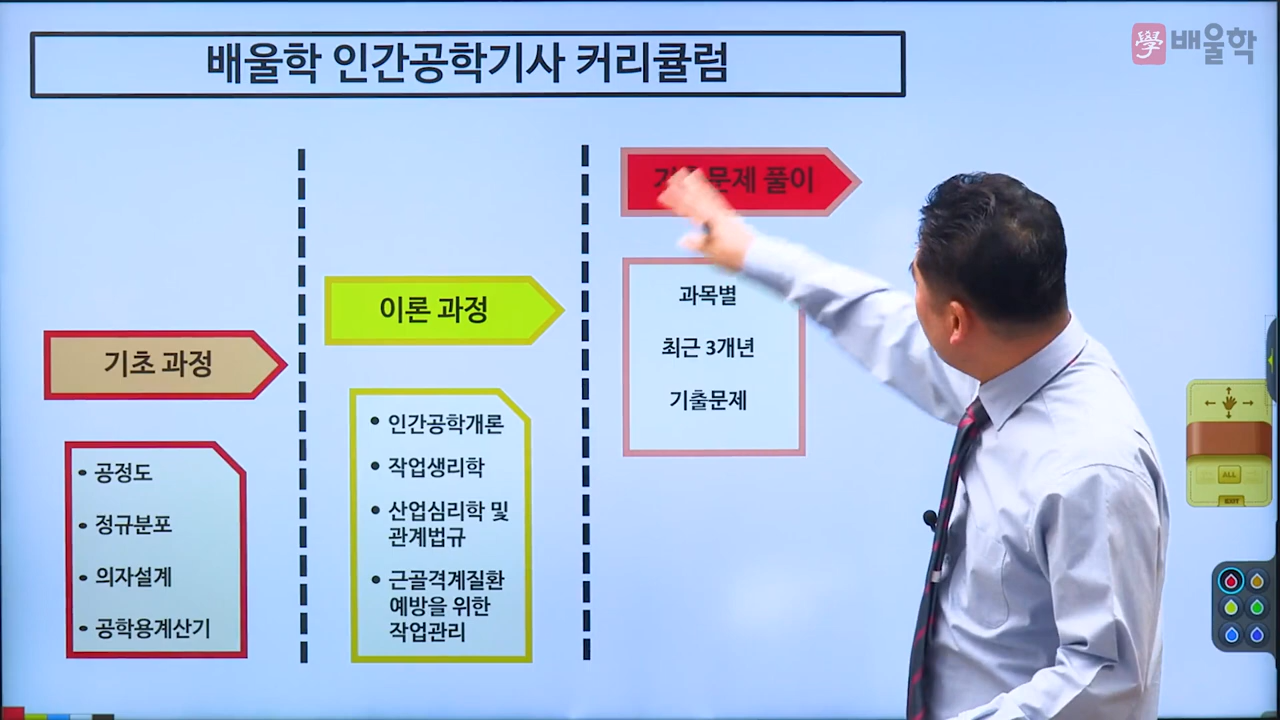 배울학 인간공학기사 커리큘럼
學 배울학
기초 과정
공정도
정규분포
의자설계
공학용계산기
이론 과정
인간공학개론
작업생리학
산업심리학 및
관계법규
근골격계질환
예방을 위한
작업관리
풀이
과목별
최근 3개년
기출문제
ALL
EXIT